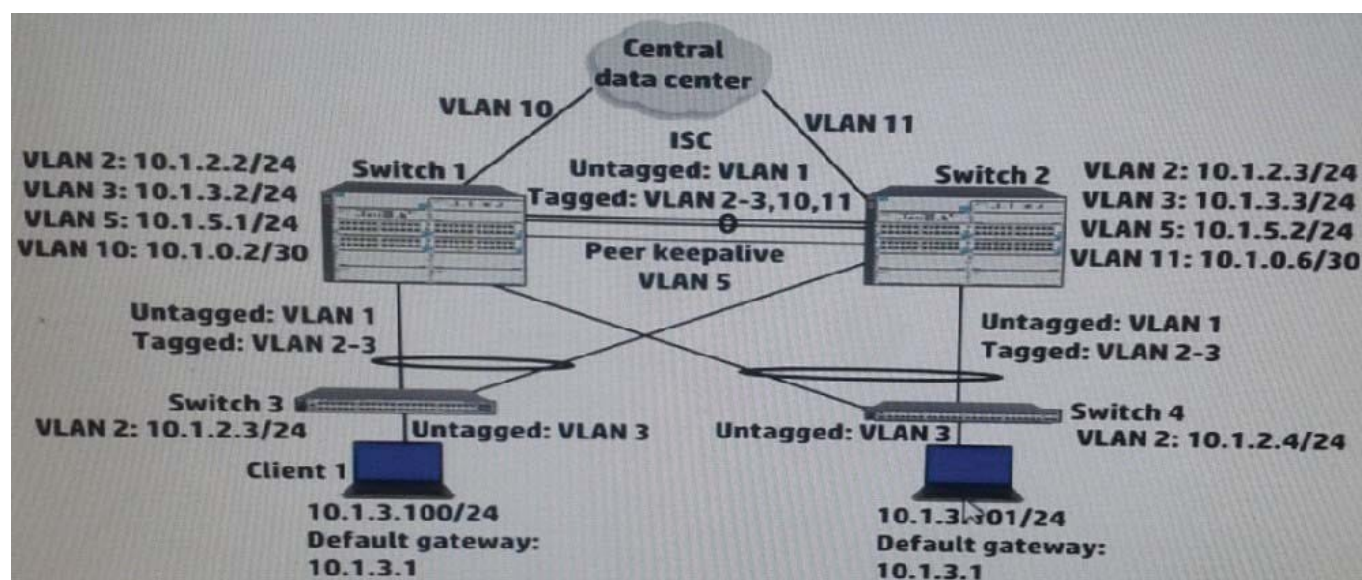 Central
data center
VLAN 10
VLAN 11
ISC
Untagged: VLAN 1
Tagged: VLAN 2-3,10,11
Switch 1
VLAN 2: 10.1.2.2/24
VLAN 3: 10.1.3.2/24
VLAN 5: 10.1.5.1/24
VLAN 10: 10.1.0.2/30
Switch 2
VLAN 2: 10.1.2.3/24
VLAN 3: 10.1.3.3/24
VLAN 5: 10.1.5.2/24
VLAN 11: 10.1.0.6/30
Peer keepalive
VLAN 5
Untagged: VLAN 1
Tagged: VLAN 2-3
Untagged: VLAN 1
Tagged: VLAN 2-3
Switch 3
VLAN 2: 10.1.2.3/24
Untagged: VLAN 3
Untagged: VLAN 3
Switch 4
VLAN 2: 10.1.2.4/24
Client 1
10.1.3.100/24
Default gateway:
10.1.3.1
Default gateway:
10.1.3.1